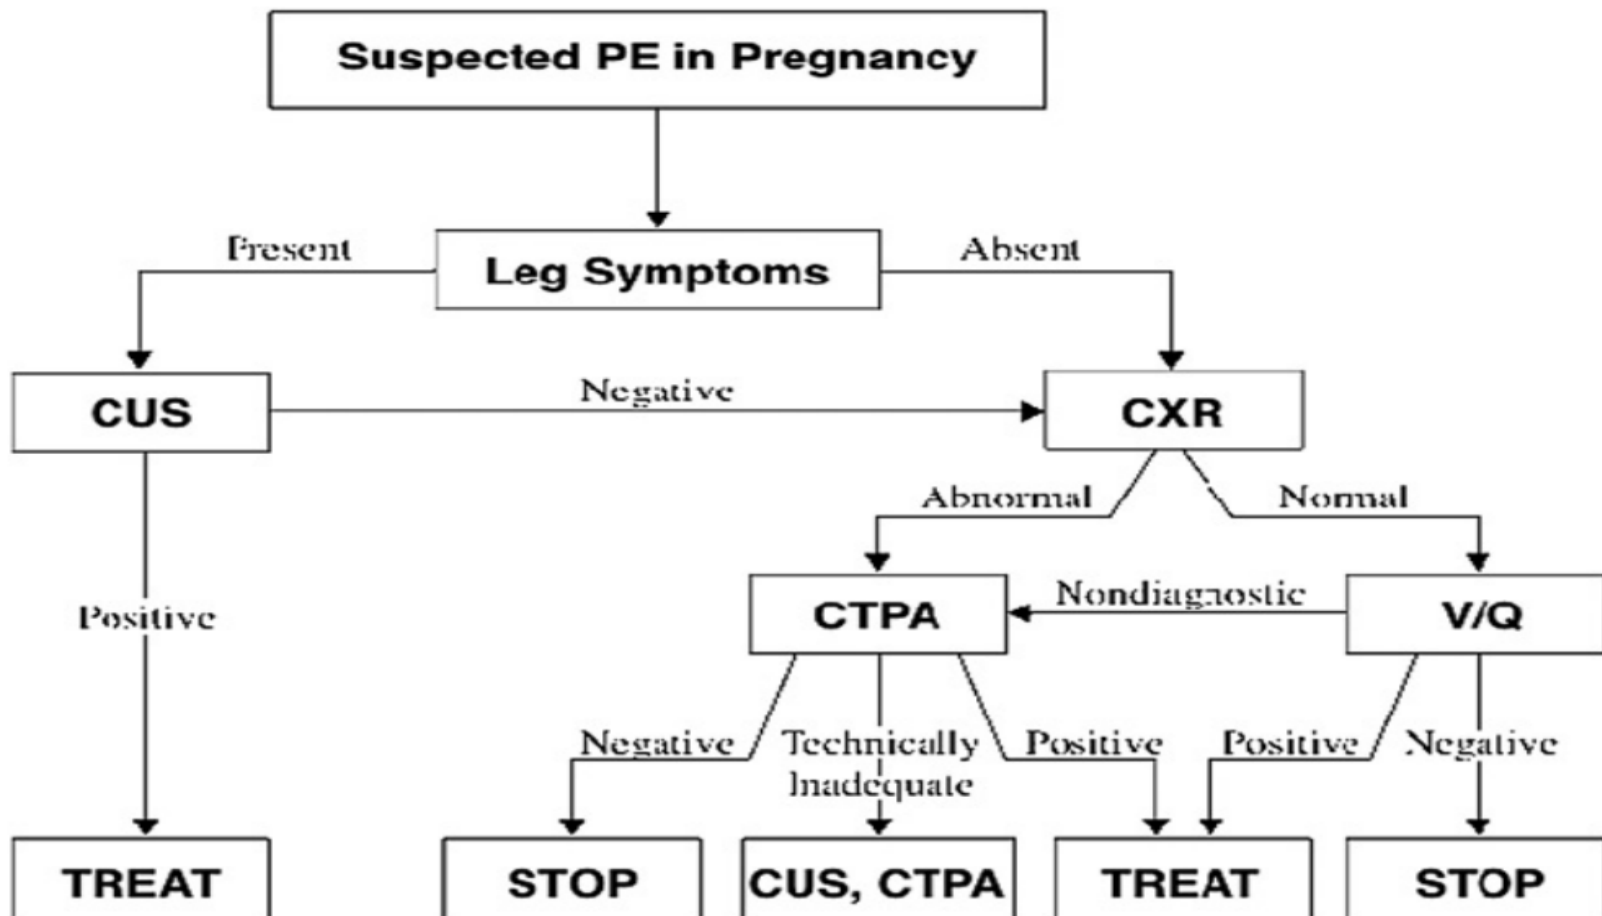 Suspected PE in Pregnancy
Present
Leg Symptoms
Absent
CUS
Negative
CXR
Abnormal
Normal
CTPA
Nondiagnostic
V/Q
Positive
Negative
Technically
Inadequate
Positive
Positive
Negative
TREAT
STOP
CUS, CTPA
TREAT
STOP